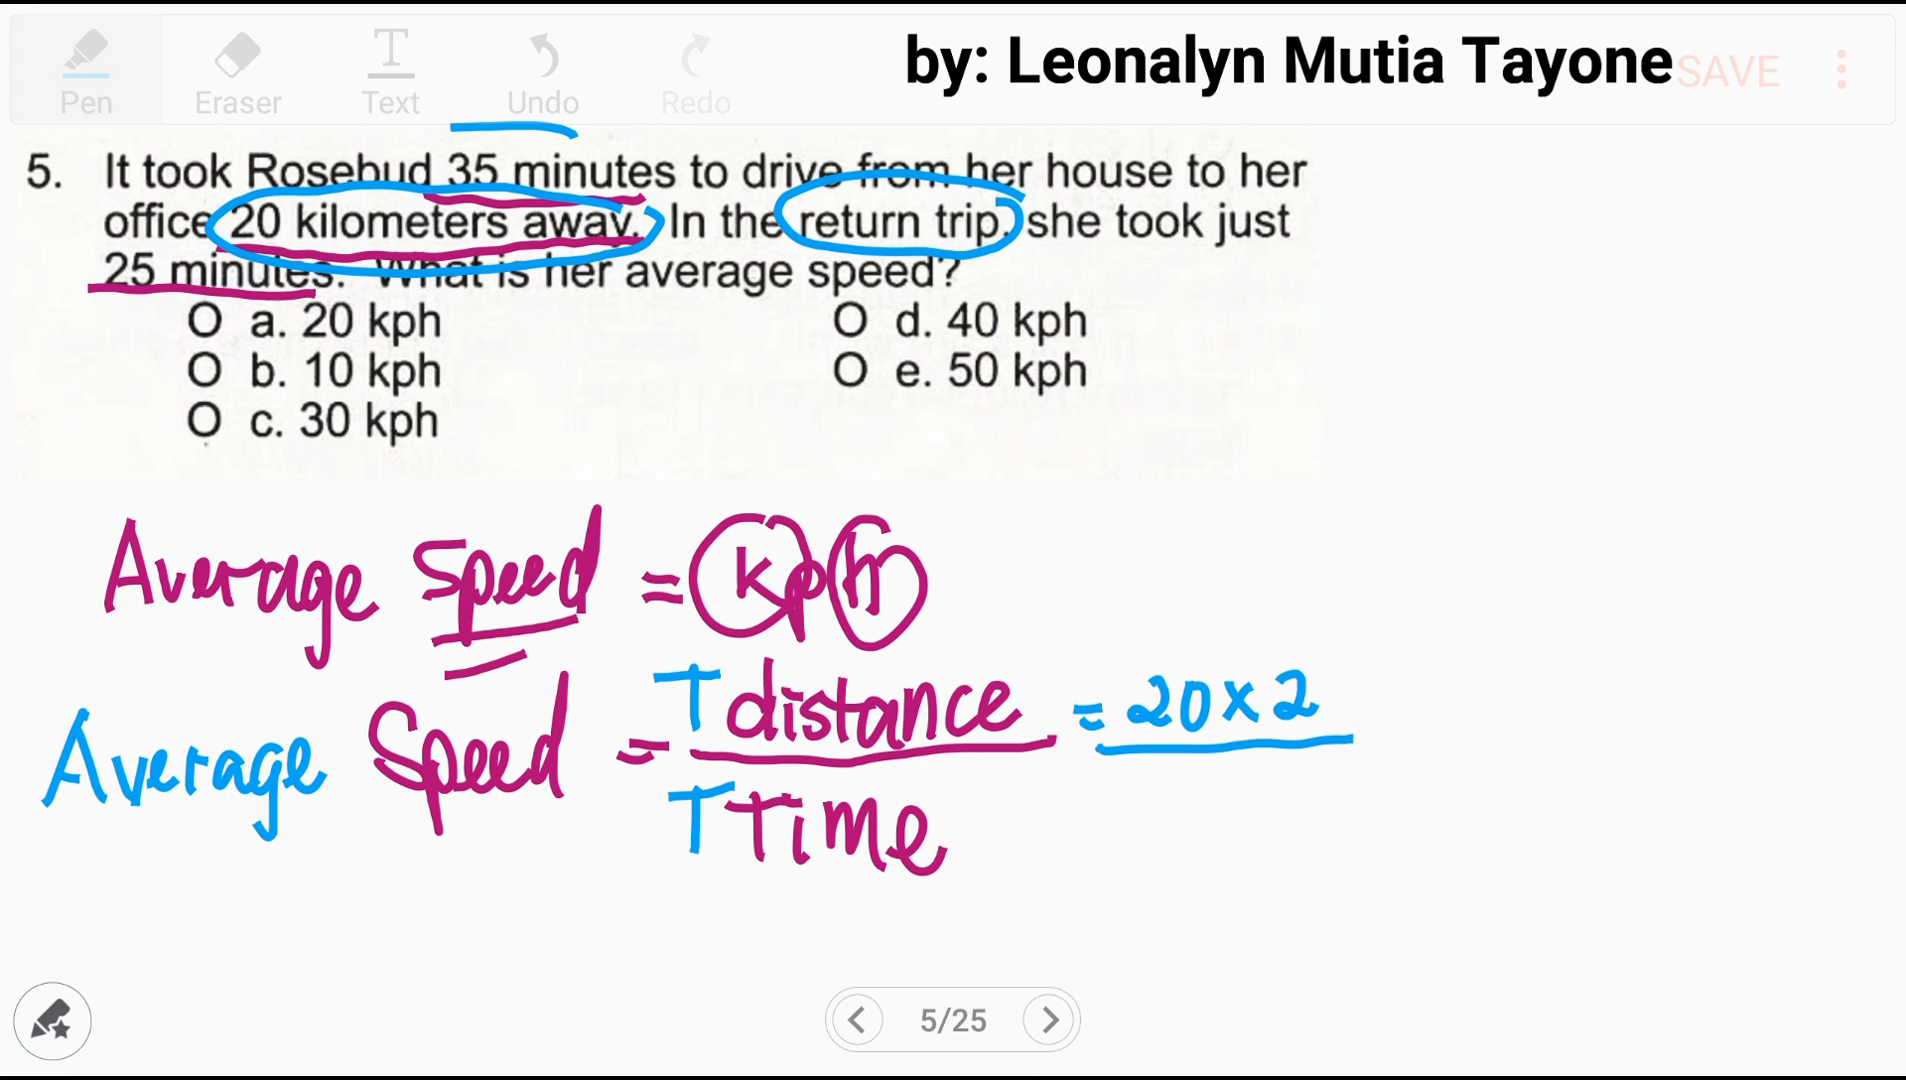 by: Leonalyn Mutia Tayone
SAVE
Pen Eraser Text Undo Redo
5. It took Rosebud 35 minutes to drive from her house to her
office 20 kilometers away. In the return trip, she took just
25 minutes. What is her average speed?
O a. 20 kph O d. 40 kph
O b. 10 kph O e. 50 kph
O c. 30 kph
Average Speed = kph
Average Speed = T distance = 20 x 2
T Time
5/25